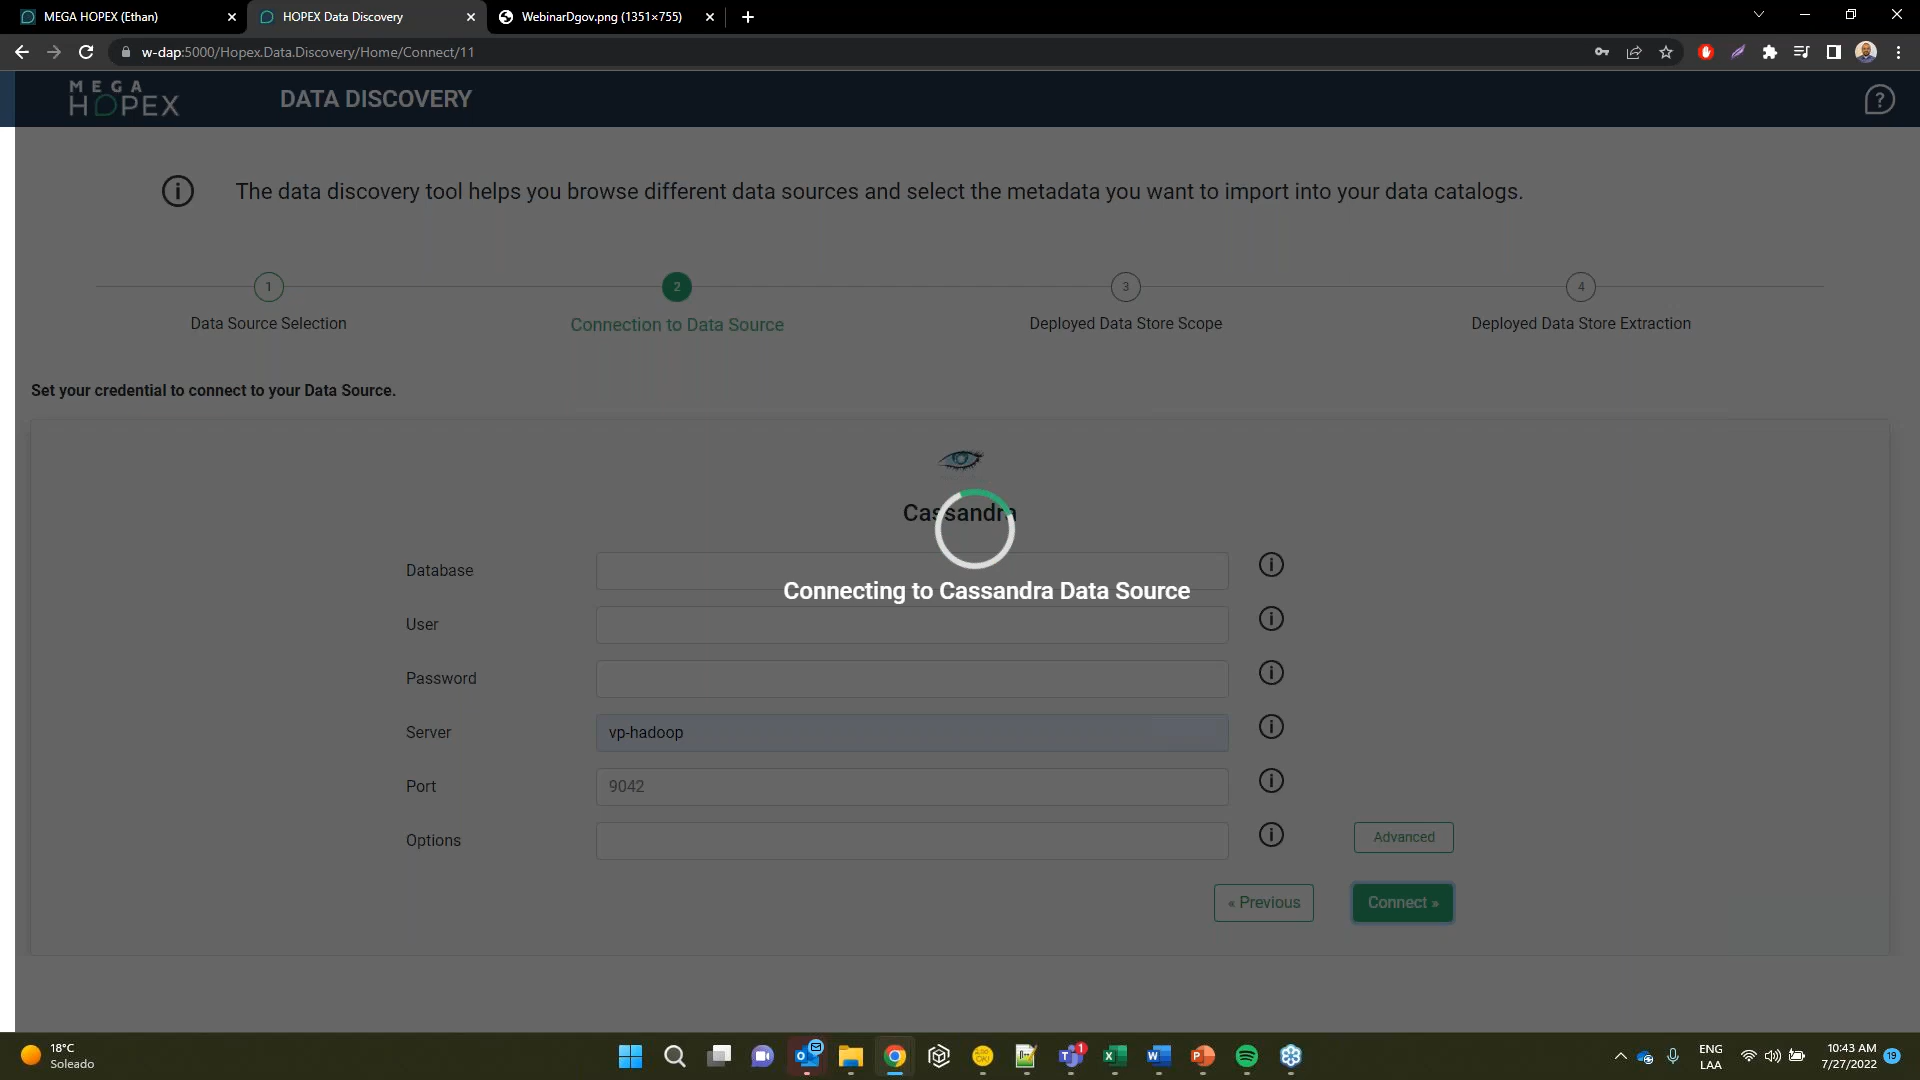 MEGA HOPEX (Ethan)
HOPEX Data Discovery
WebinarDgov.png (1351×755)
w-dap:5000/Hopex.Data.Discovery/Home/Connect/11
MEGA
HOPEX
DATA DISCOVERY
?
The data discovery tool helps you browse different data sources and select the metadata you want to import into your data catalogs.
1
2
3
4
Data Source Selection
Connection to Data Source
Deployed Data Store Scope
Deployed Data Store Extraction
Set your credential to connect to your Data Source.
Cassandra
Database
Connecting to Cassandra Data Source
User
Password
Server
vp-hadoop
Port
9042
Options
Advanced
« Previous
Connect »
18°C
Soleado
1
ENG
LAA
10:43 AM
7/27/2022
19